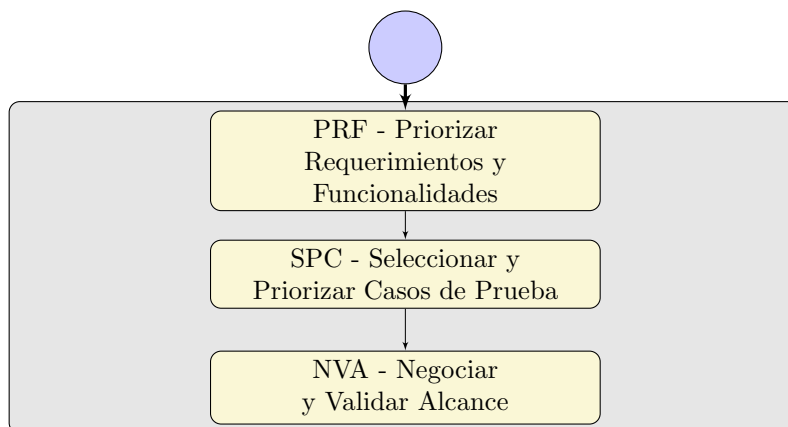 PRF - Priorizar
Requerimientos y
Funcionalidades
SPC - Seleccionar y
Priorizar Casos de Prueba
NVA - Negociar
y Validar Alcance